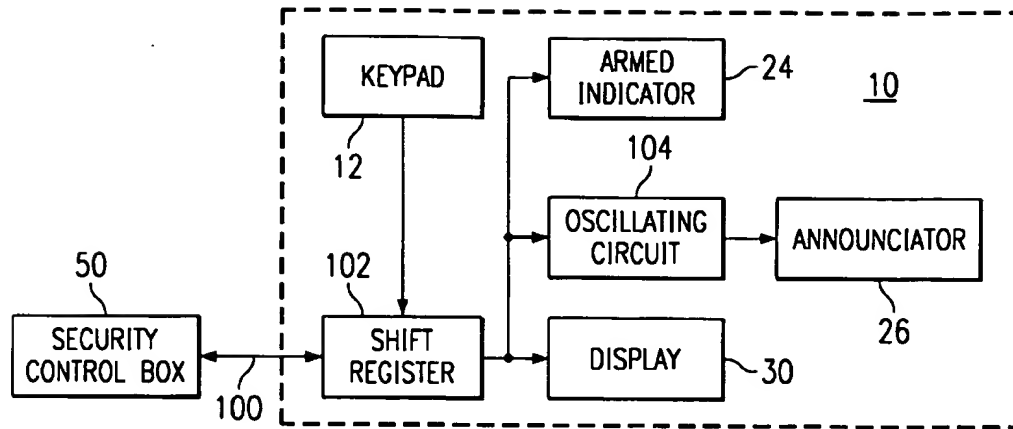 KEYPAD
12
ARMED
INDICATOR
24
10
104
OSCILLATING
CIRCUIT
ANNOUNCIATOR
26
50
SECURITY
CONTROL BOX
100
102
SHIFT
REGISTER
DISPLAY
30